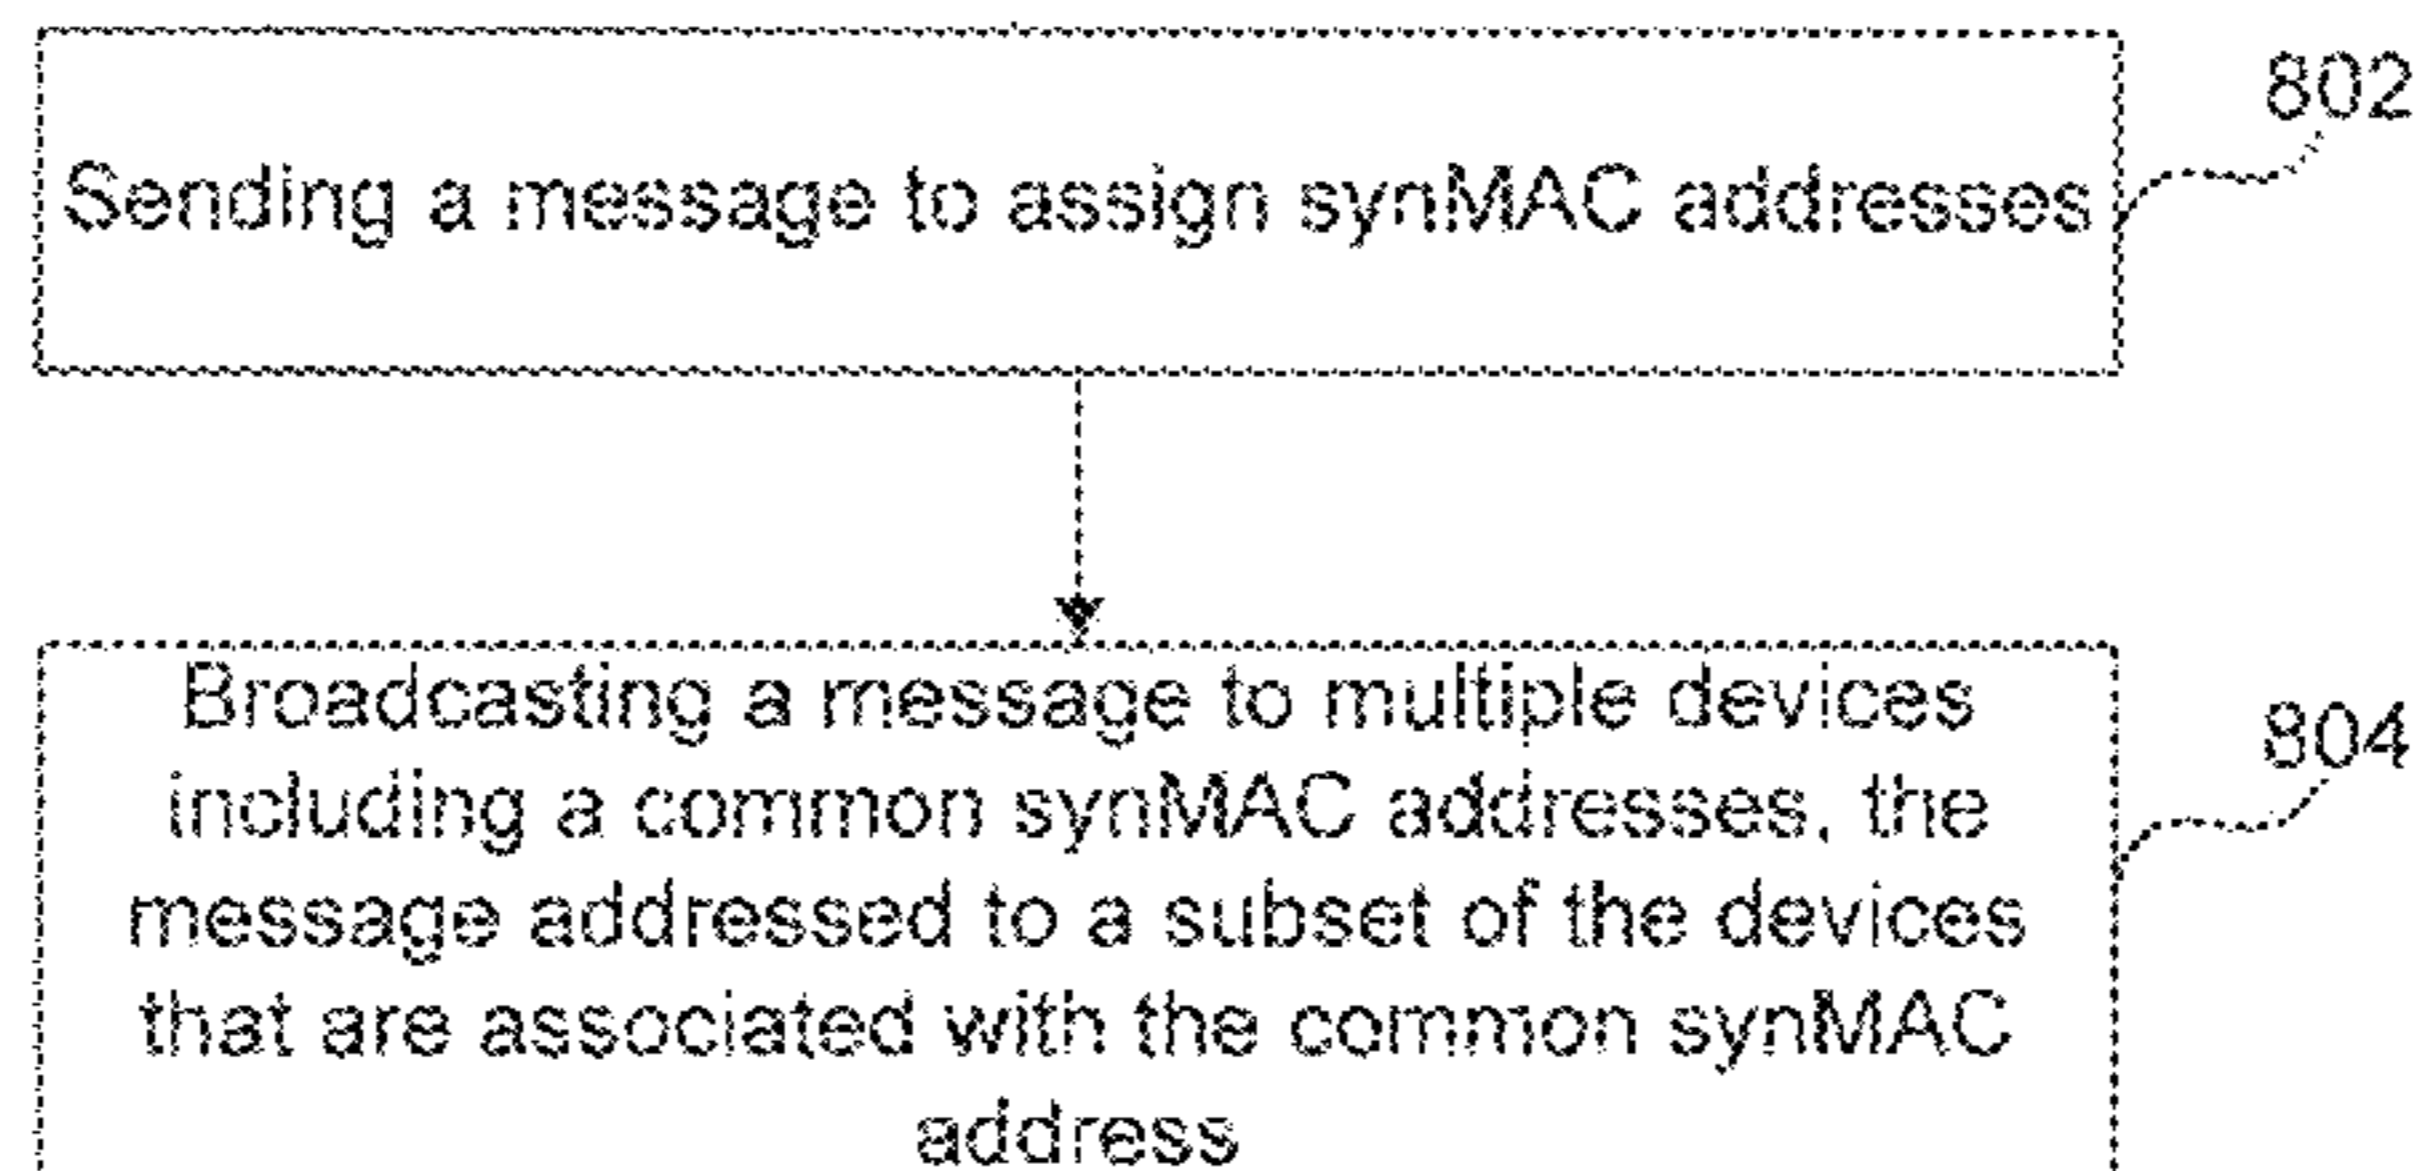 802
Sending a message to assign synMAC addresses
Broadcasting a message to multiple devices
804
including a common synMAC addresses, the
message addressed to a subset of the devices
that are associated with the common synMAC
address